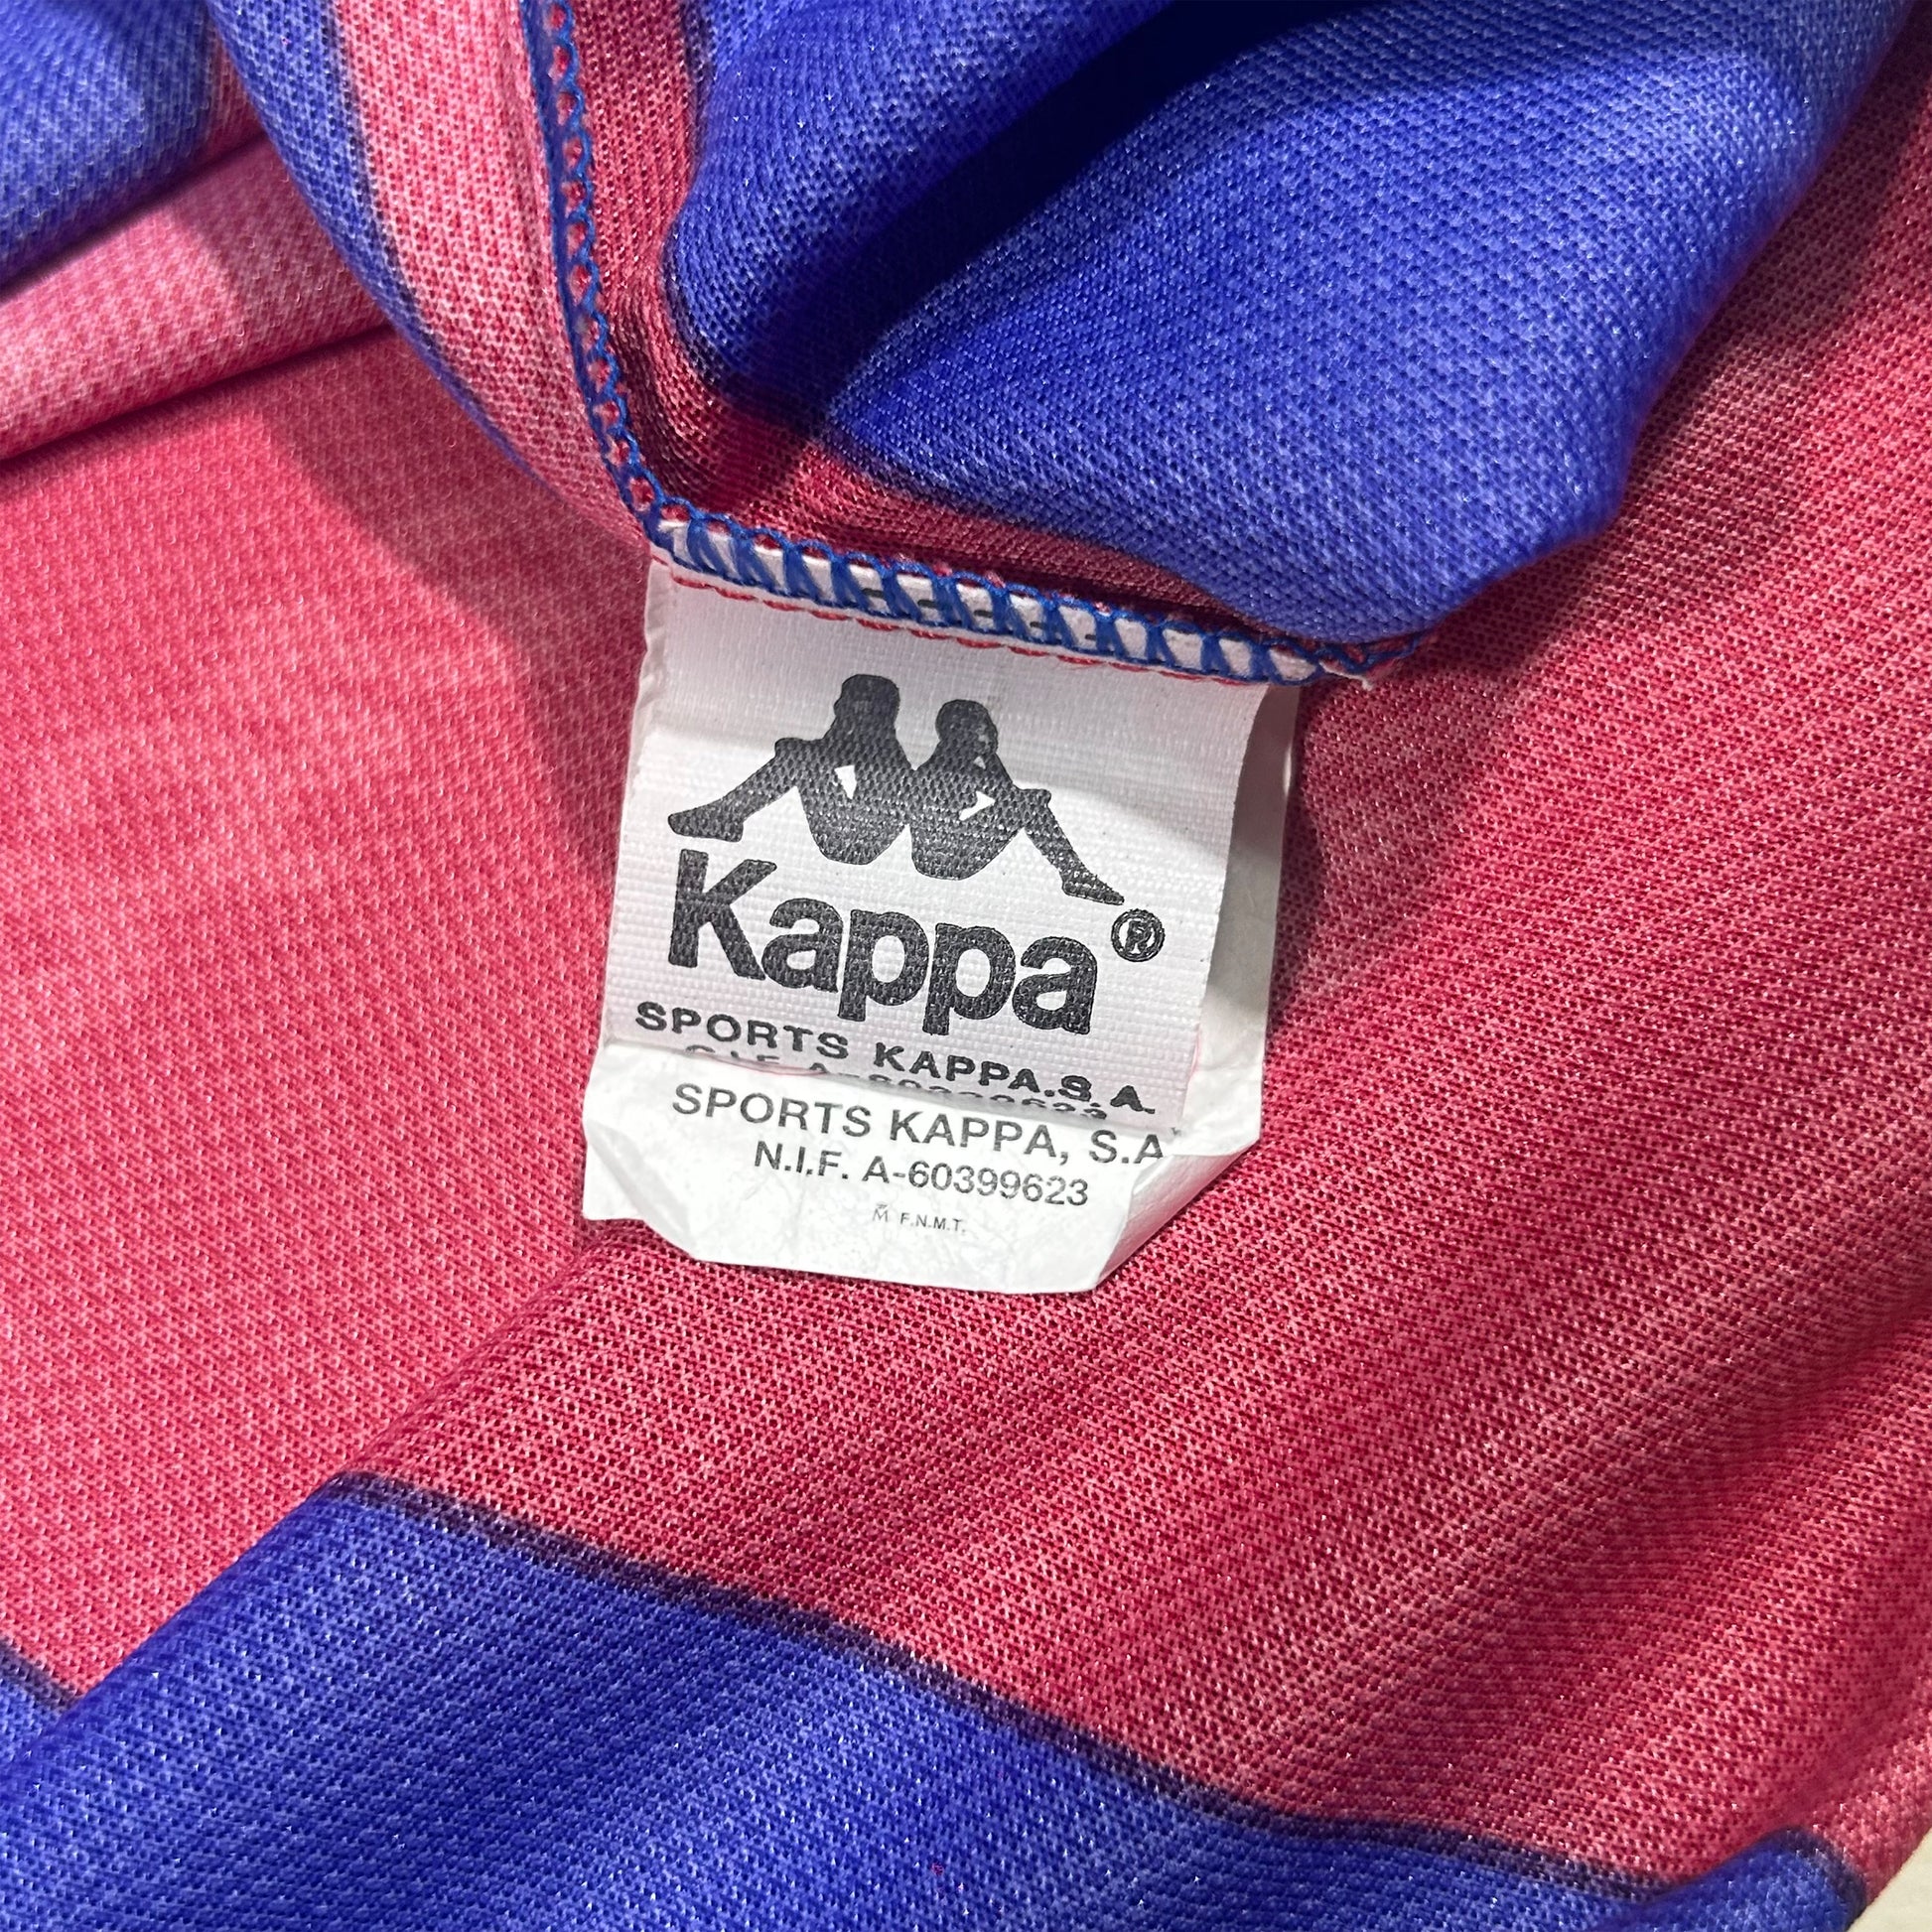 Kappa®
SPORTS KAPPA.S.A.
SPORTS KAPPA, S.A
N.I.F. A-60399623
M F.N.M.T.